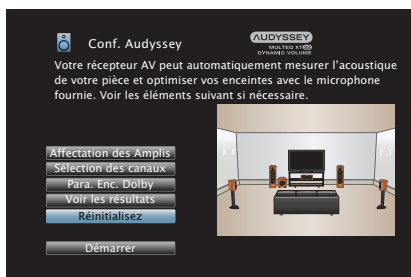 Conf. Audyssey
AUDYSSEY
MULTEQ XT32
DYNAMIC VOLUME
Votre récepteur AV peut automatiquement mesurer l'acoustique
de votre pièce et optimiser vos enceintes avec le microphone
fournie. Voir les éléments suivant si nécessaire.
Affectation des Amplis
Sélection des canaux
Para. Enc. Dolby
Voir les résultats
Réinitialisez
Démarrer